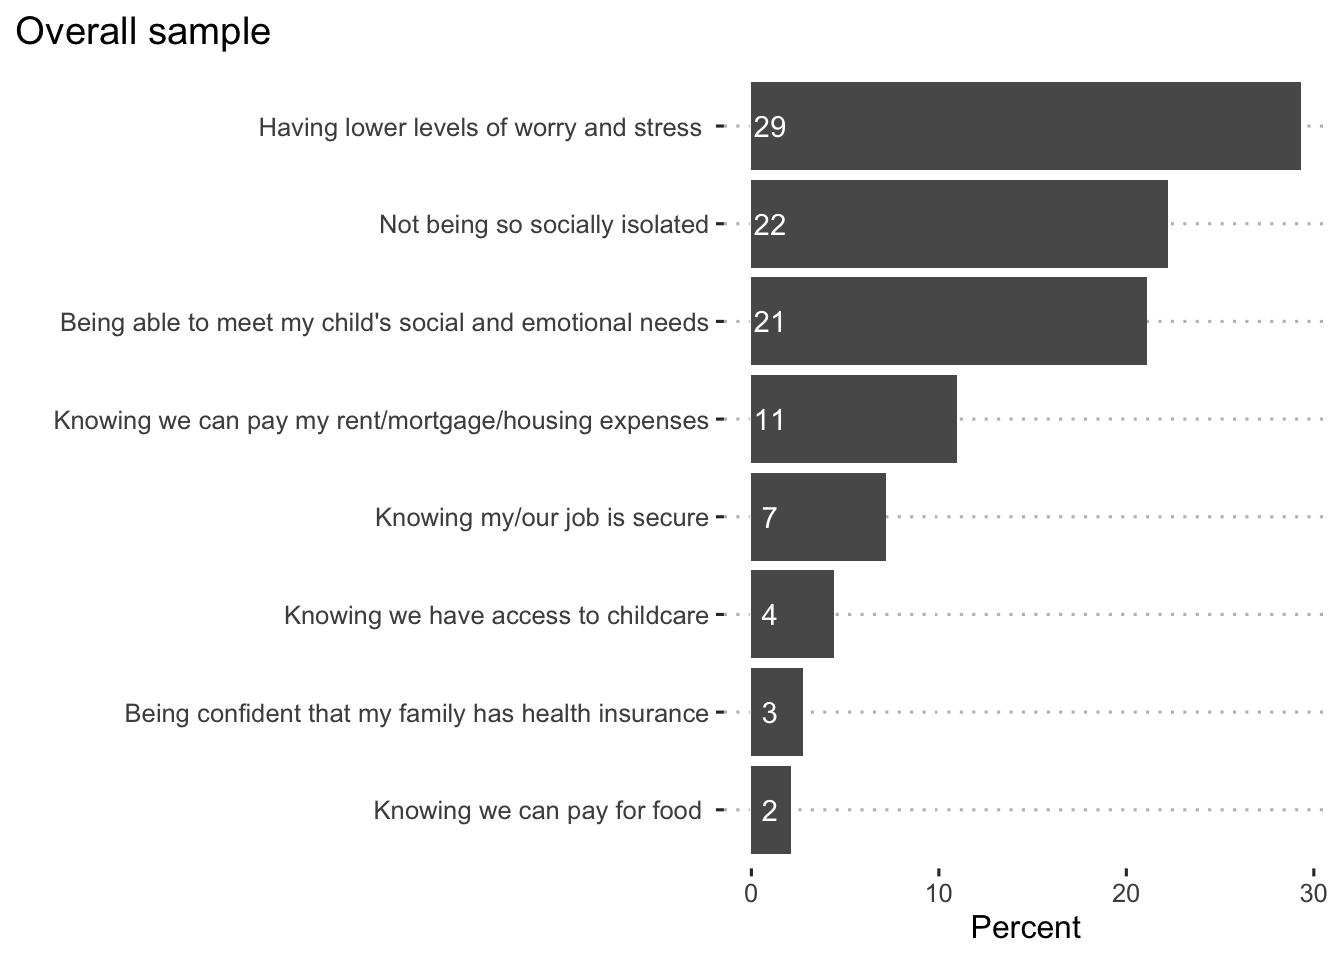 Overall sample
Having lower levels of worry and stress 29
Not being so socially isolated 22
Being able to meet my child's social and emotional needs 21
Knowing we can pay my rent/mortgage/housing expenses 11
Knowing my/our job is secure 7
Knowing we have access to childcare 4
Being confident that my family has health insurance 3
Knowing we can pay for food 2
0 10 20 30
Percent